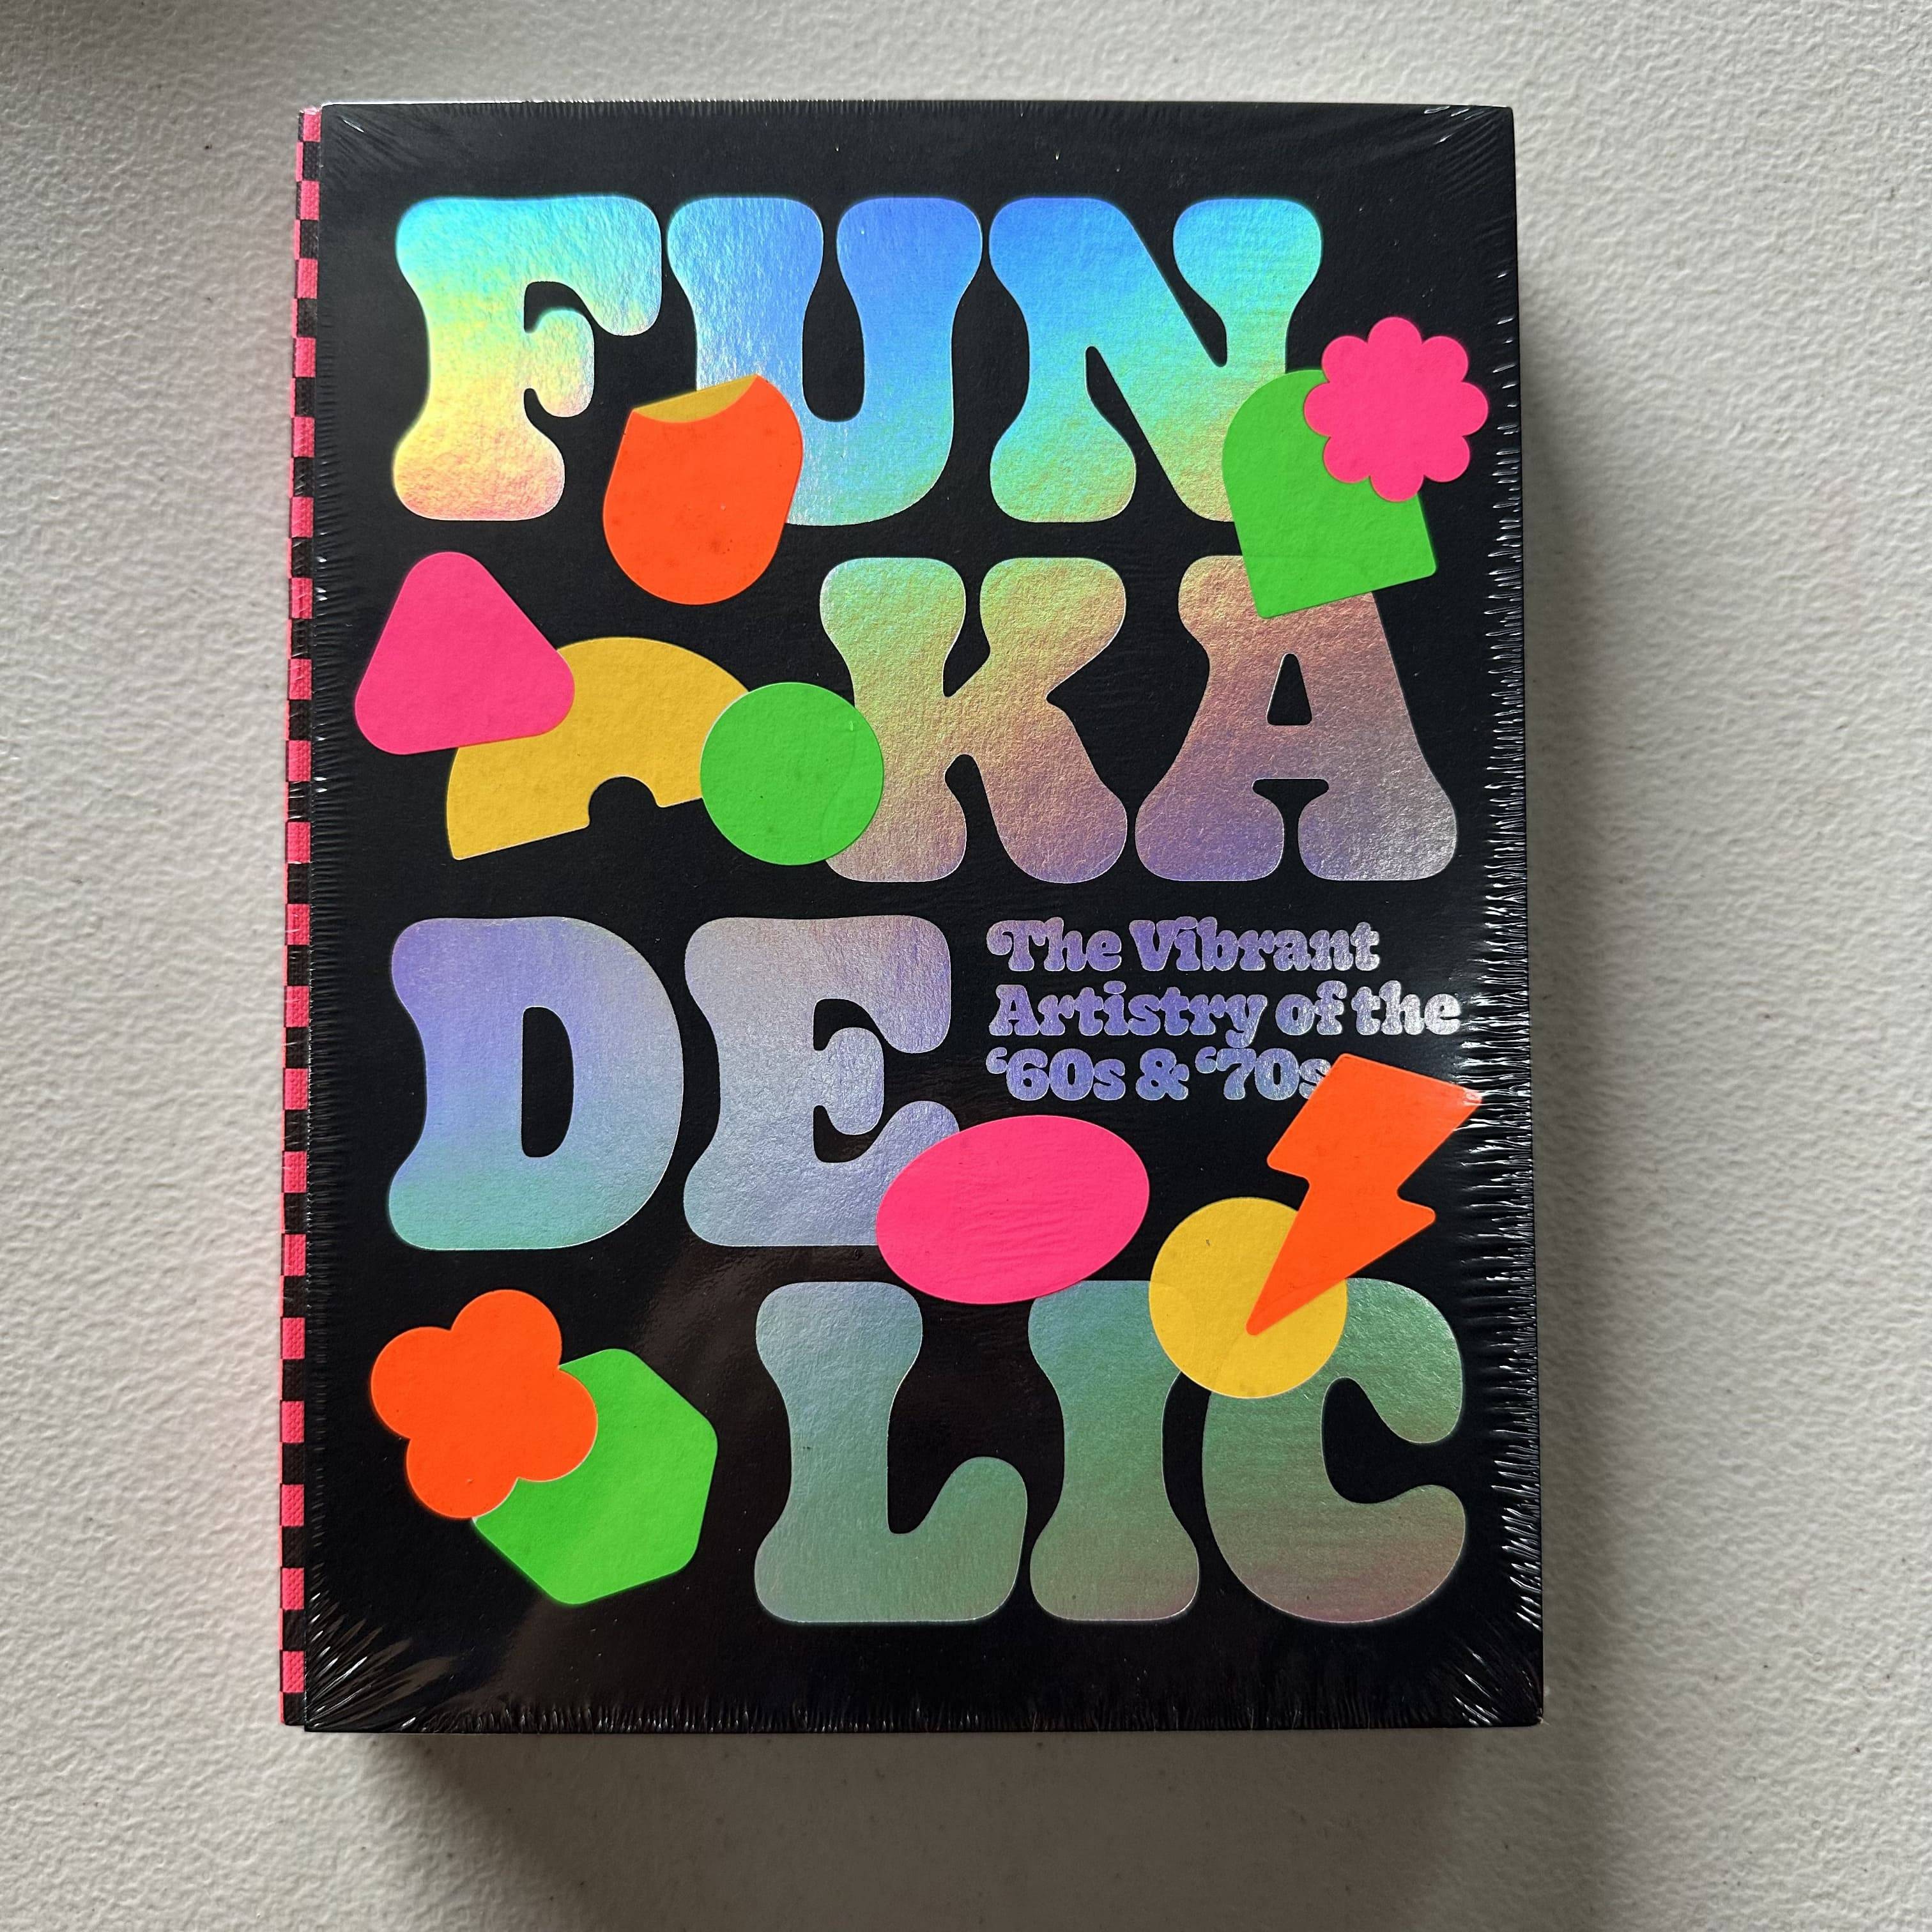 FUN
KA
DE
The Vibrant
Artistry of the
‘60s & ‘70s
LIC